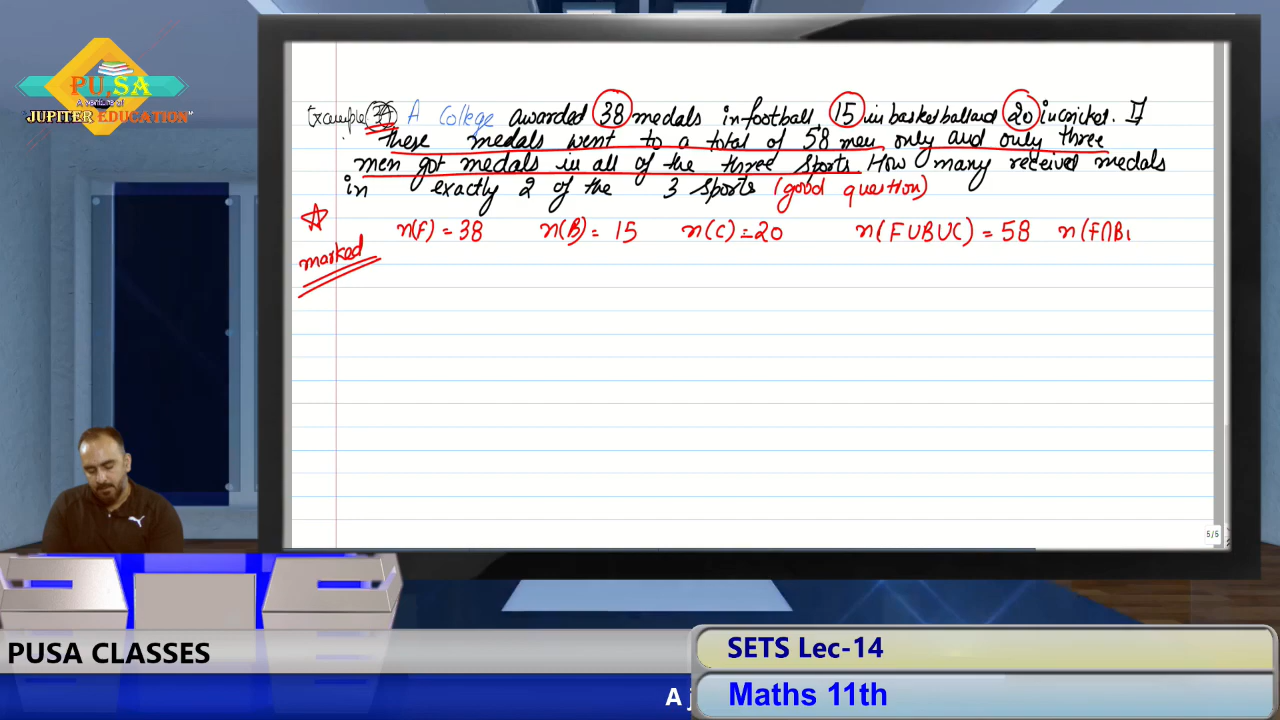 PU,SA
A venture of
"JUPITER EDUCATION"
Example 34 A College awarded 38 medals in football, 15 in basketball and 20 in cricket. If
these medals went to a total of 58 men only and only three
men got medals in all of the three sports. How many received medals
in exactly 2 of the 3 sports (good question)
n(F) = 38 n(B) = 15 n(C) = 20 n(F∪B∪C) = 58 n(F∩B
marked
5/5
PUSA CLASSES
SETS Lec-14
A j
Maths 11th